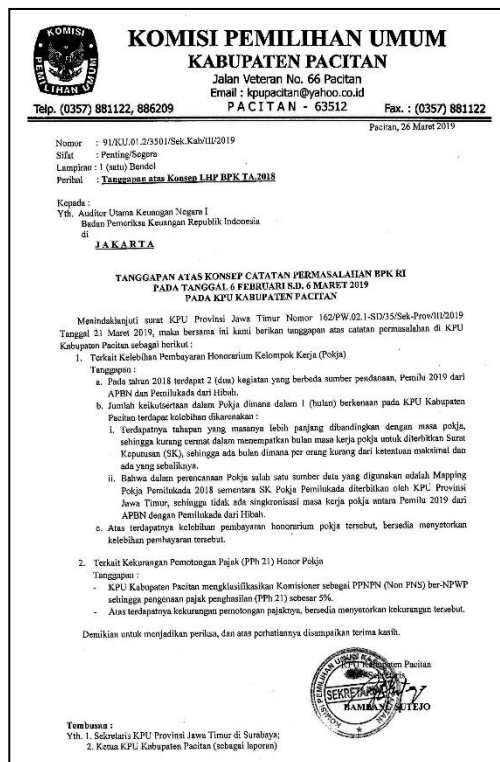 KOMISI PEMILIHAN UMUM
KOMISI PEMILIHAN UMUM
KABUPATEN PACITAN
Jalan Veteran No. 66 Pacitan
Email : kpupacitan@yahoo.co.id
Telp. (0357) 881122, 886209 PACITAN - 63512 Fax. : (0357) 881122
Pacitan, 26 Maret 2019
Nomor : 91/KU.01.2/3501/Sek.Kab/III/2019
Sifat : Penting/Segera
Lampiran : 1 (satu) Bendel
Perihal : Tanggapan atas Konsep LHP BPK TA.2018
Kepada :
Yth. Auditor Utama Keuangan Negara I
Badan Pemeriksa Keuangan Republik Indonesia
di
JAKARTA
TANGGAPAN ATAS KONSEP CATATAN PERMASALAHAN BPK RI
PADA TANGGAL 6 FEBRUARI S.D. 6 MARET 2019
PADA KPU KABUPATEN PACITAN
Menindaklanjuti surat KPU Provinsi Jawa Timur Nomor 162/PW.02.1-SD/35/Sek-Prov/III/2019
Tanggal 21 Maret 2019, maka bersama ini kami berikan tanggapan atas catatan permasalahan di KPU
Kabupaten Pacitan sebagai berikut :
1. Terkait Kelebihan Pembayaran Honorarium Kelompok Kerja (Pokja)
Tanggapan :
a. Pada tahun 2018 terdapat 2 (dua) kegiatan yang berbeda sumber pendanaan, Pemilu 2019 dari
APBN dan Pemilukada dari Hibah.
b. Jumlah keikutsertaan dalam Pokja dimana dalam 1 (bulan) berkenaan pada KPU Kabupaten
Pacitan terdapat kelebihan dikarenakan :
i. Terdapatnya tahapan yang masanya lebih panjang dibandingkan dengan masa pokja,
sehingga kurang cermat dalam menempatkan bulan masa kerja pokja untuk diterbitkan Surat
Keputusan (SK), sehingga ada bulan dimana per orang kurang dari ketentuan maksimal dan
ada yang sebaliknya.
ii. Bahwa dalam perencanaan Pokja salah satu sumber data yang digunakan adalah Mapping
Pokja Pemilukada 2018 sementara SK Pokja Pemilukada diterbitkan oleh KPU Provinsi
Jawa Timur, sehingga tidak ada singkronisasi masa kerja pokja antara Pemilu 2019 dari
APBN dengan Pemilukada dari Hibah.
c. Atas terdapatnya kelebihan pembayaran honorarium pokja tersebut, bersedia menyetorkan
kelebihan pembayaran tersebut.
2. Terkait Kekurangan Pemotongan Pajak (PPh 21) Honor Pokja
Tanggapan :
- KPU Kabupaten Pacitan mengklasifikasikan Komisioner sebagai PPNPN (Non PNS) ber-NPWP
sehingga pengenaan pajak penghasilan (PPh 21) sebesar 5%.
- Atas terdapatnya kekurangan pemotongan pajaknya, bersedia menyetorkan kekurangan tersebut.
Demikian untuk menjadikan periksa, dan atas perhatiannya disampaikan terima kasih.
KPU Kabupaten Pacitan
Sekretaris
SEKRETARIAT
BAMBANG SUTEJO
Tembusan :
Yth. 1. Sekretaris KPU Provinsi Jawa Timur di Surabaya;
2. Ketua KPU Kabupaten Pacitan (sebagai laporan)